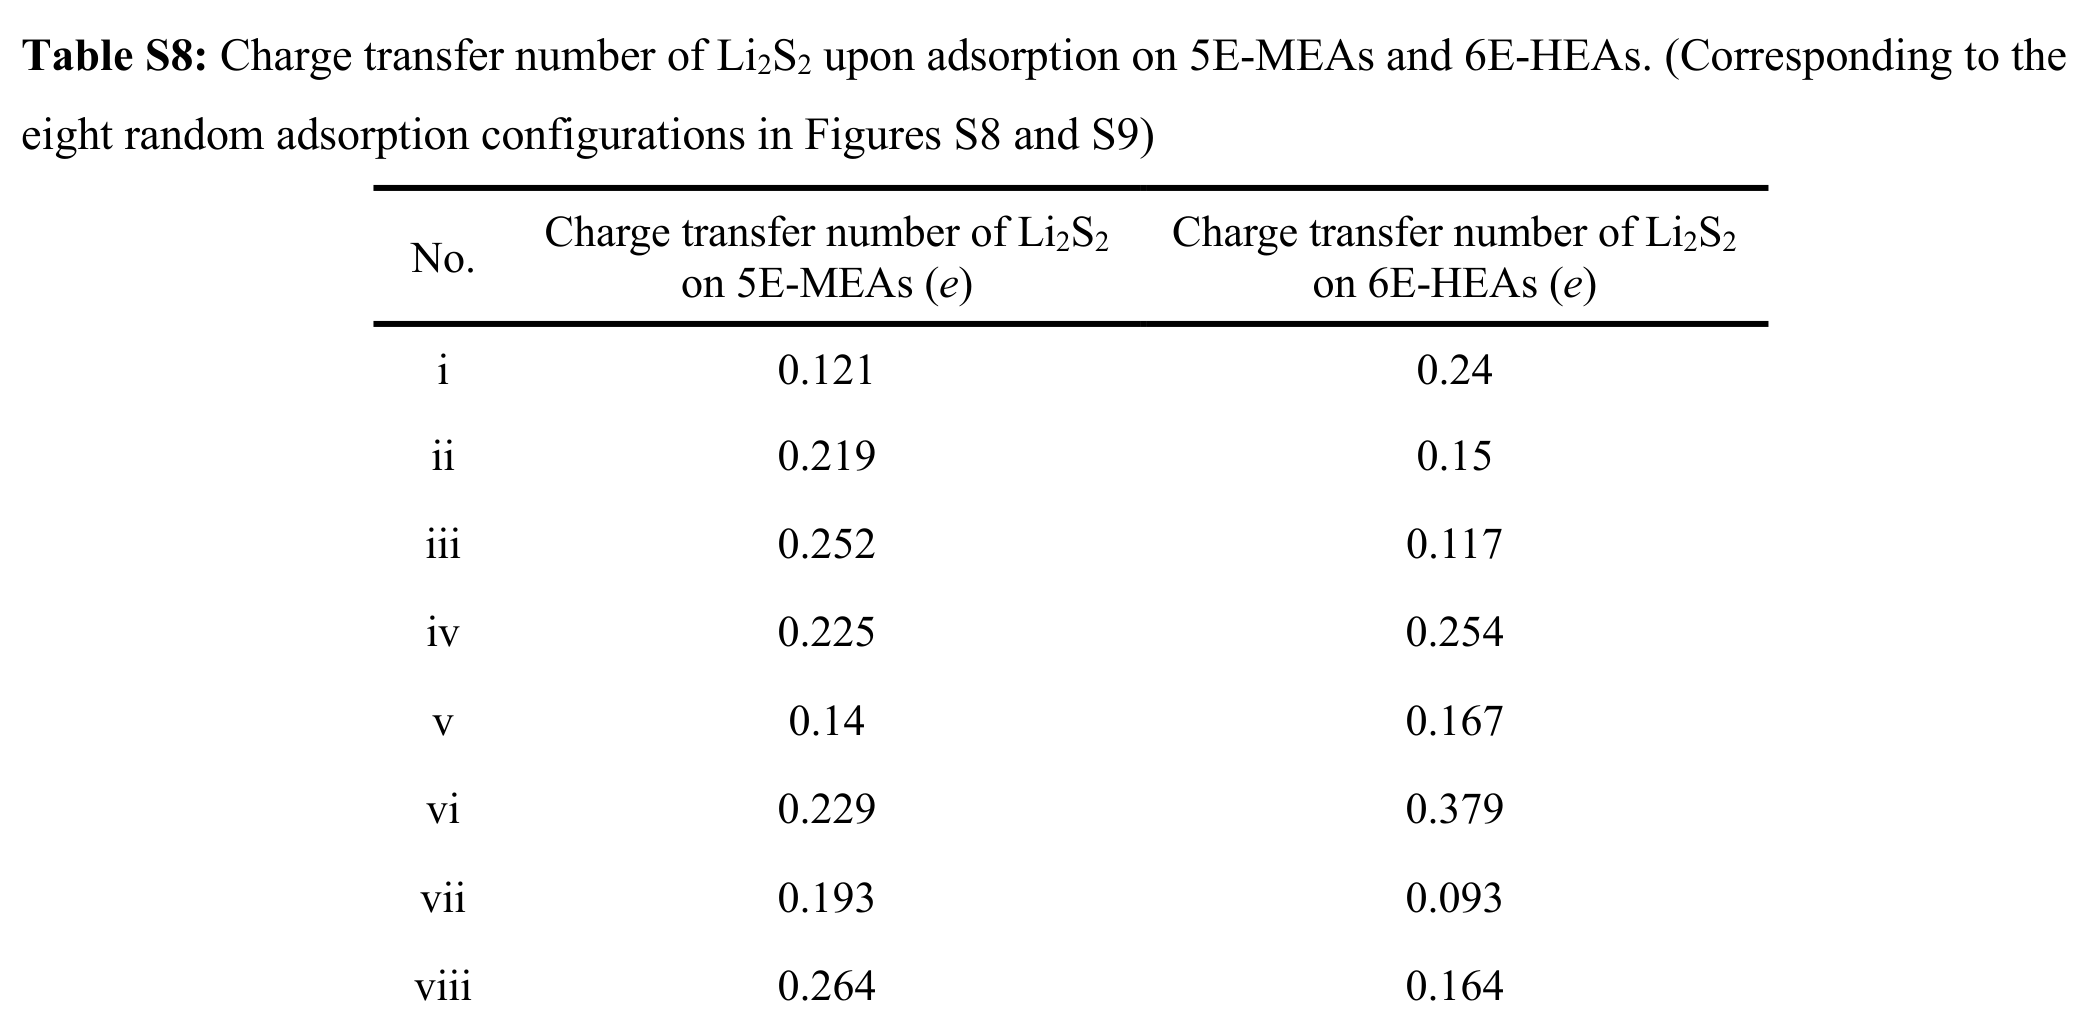 Table S8: Charge transfer number of Li₂S₂ upon adsorption on 5E-MEAs and 6E-HEAs. (Corresponding to the
eight random adsorption configurations in Figures S8 and S9)
No. Charge transfer number of Li₂S₂ on 5E-MEAs (e) Charge transfer number of Li₂S₂ on 6E-HEAs (e)
i 0.121 0.24
ii 0.219 0.15
iii 0.252 0.117
iv 0.225 0.254
v 0.14 0.167
vi 0.229 0.379
vii 0.193 0.093
viii 0.264 0.164